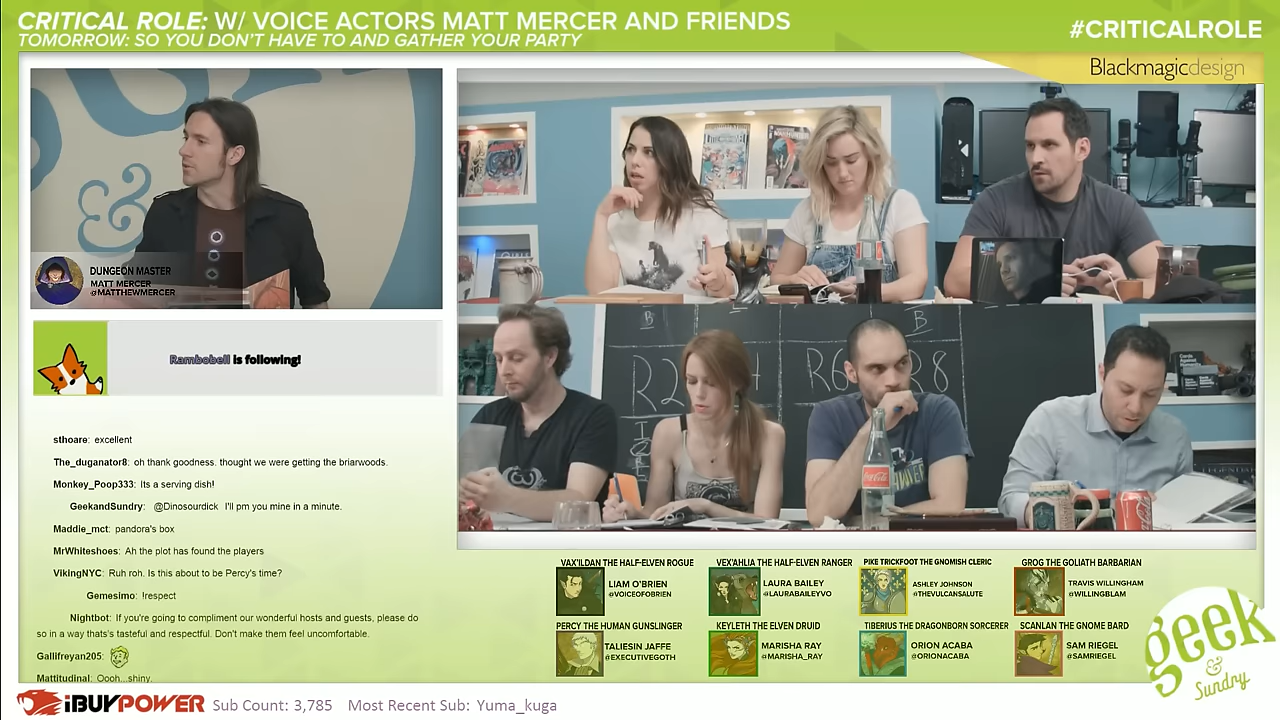 CRITICAL ROLE: W/ VOICE ACTORS MATT MERCER AND FRIENDS
TOMORROW: SO YOU DON'T HAVE TO AND GATHER YOUR PARTY
#CRITICALROLE
Blackmagicdesign
DUNGEON MASTER
MATT MERCER
@MATTHEWMERCER
&
Rambobell is following!
sthoare: excellent
The_duganator8: oh thank goodness. thought we were getting the briarwoods.
Monkey_Poop333: Its a serving dish!
GeekandSundry: @Dinosourdick I'll pm you mine in a minute.
Maddie_mct: pandora's box
MrWhiteshoes: Ah the plot has found the players
VikingNYC: Ruh roh. Is this about to be Percy's time?
Gemesimo: !respect
Nightbot: If you're going to compliment our wonderful hosts and guests, please do
so in a way thats's tasteful and respectful. Don't make them feel uncomfortable.
Gallifreyan205:
Mattitudinal: Oooh...shiny.
B B
R2 4 R6 R8
Coca-Cola
VAX'ILDAN THE HALF-ELVEN ROGUE
LIAM O'BRIEN
@VOICEOFOBRIEN
VEX'AHLIA THE HALF-ELVEN RANGER
LAURA BAILEY
@LAURABAILEYVO
PIKE TRICKFOOT THE GNOMISH CLERIC
ASHLEY JOHNSON
@THEVULCANSALUTE
GROG THE GOLIATH BARBARIAN
TRAVIS WILLINGHAM
@WILLINGBLAM
PERCY THE HUMAN GUNSLINGER
TALIESIN JAFFE
@EXECUTIVEGOTH
KEYLETH THE ELVEN DRUID
MARISHA RAY
@MARISHA_RAY
TIBERIUS THE DRAGONBORN SORCERER
ORION ACABA
@ORIONACABA
SCANLAN THE GNOME BARD
SAM RIEGEL
@SAMRIEGEL
geek
&
Sundry
iBUYPOWER Sub Count: 3,785 Most Recent Sub: Yuma_kuga